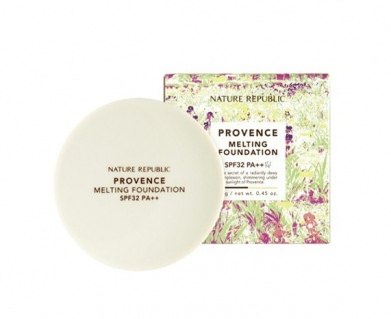 NATURE REPUBLIC
PROVENCE
MELTING FOUNDATION
SPF32 PA++
NATURE REPUBLIC
PROVENCE
MELTING
FOUNDATION
SPF32 PA++
secret of a radiantly dewy
complexion, shimmering under
sunlight of Provence.
g / net wt. 0.45 oz.